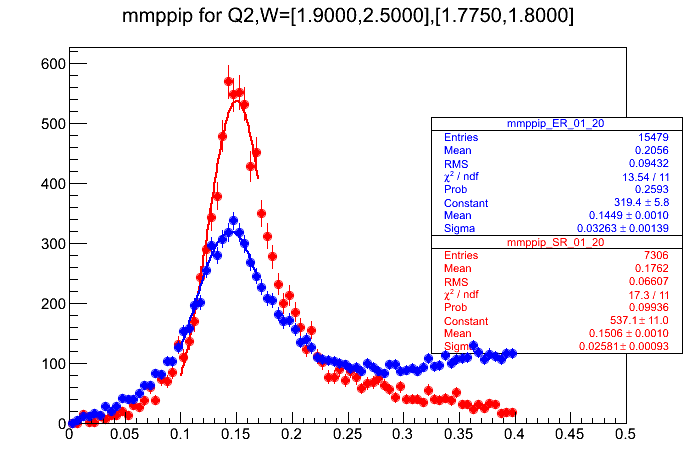 mmppip for Q2,W=[1.9000,2.5000],[1.7750,1.8000]
600
500
400
300
200
100
0
0 0.05 0.1 0.15 0.2 0.25 0.3 0.35 0.4 0.45 0.5
mmppip_ER_01_20
Entries 15479
Mean 0.2056
RMS 0.09432
χ² / ndf 13.54 / 11
Prob 0.2593
Constant 319.4 ± 5.8
Mean 0.1449 ± 0.0010
Sigma 0.03263 ± 0.00139
mmppip_SR_01_20
Entries 7306
Mean 0.1762
RMS 0.06607
χ² / ndf 17.3 / 11
Prob 0.09936
Constant 537.1 ± 11.0
Mean 0.1506 ± 0.0010
Sigma 0.02581 ± 0.00093